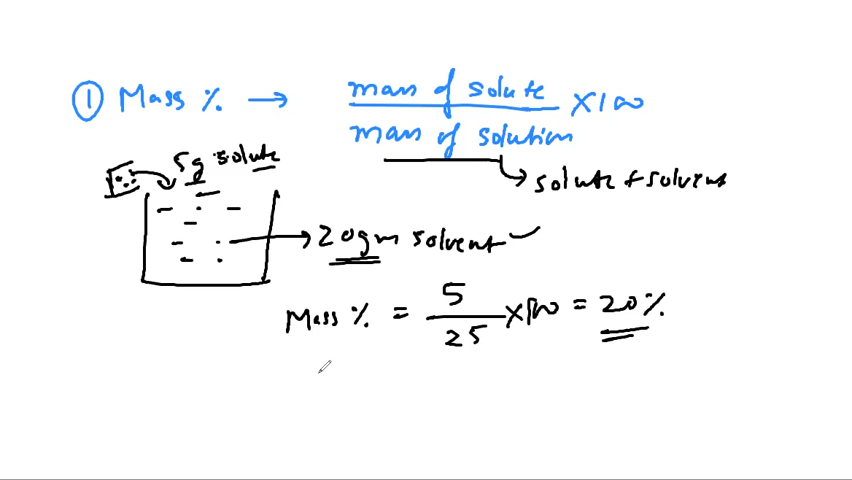 ① Mass % → mass of solute / mass of solution × 100
solute + solvent
5g solute
20gm solvent
Mass % = 5 / 25 × 100 = 20%